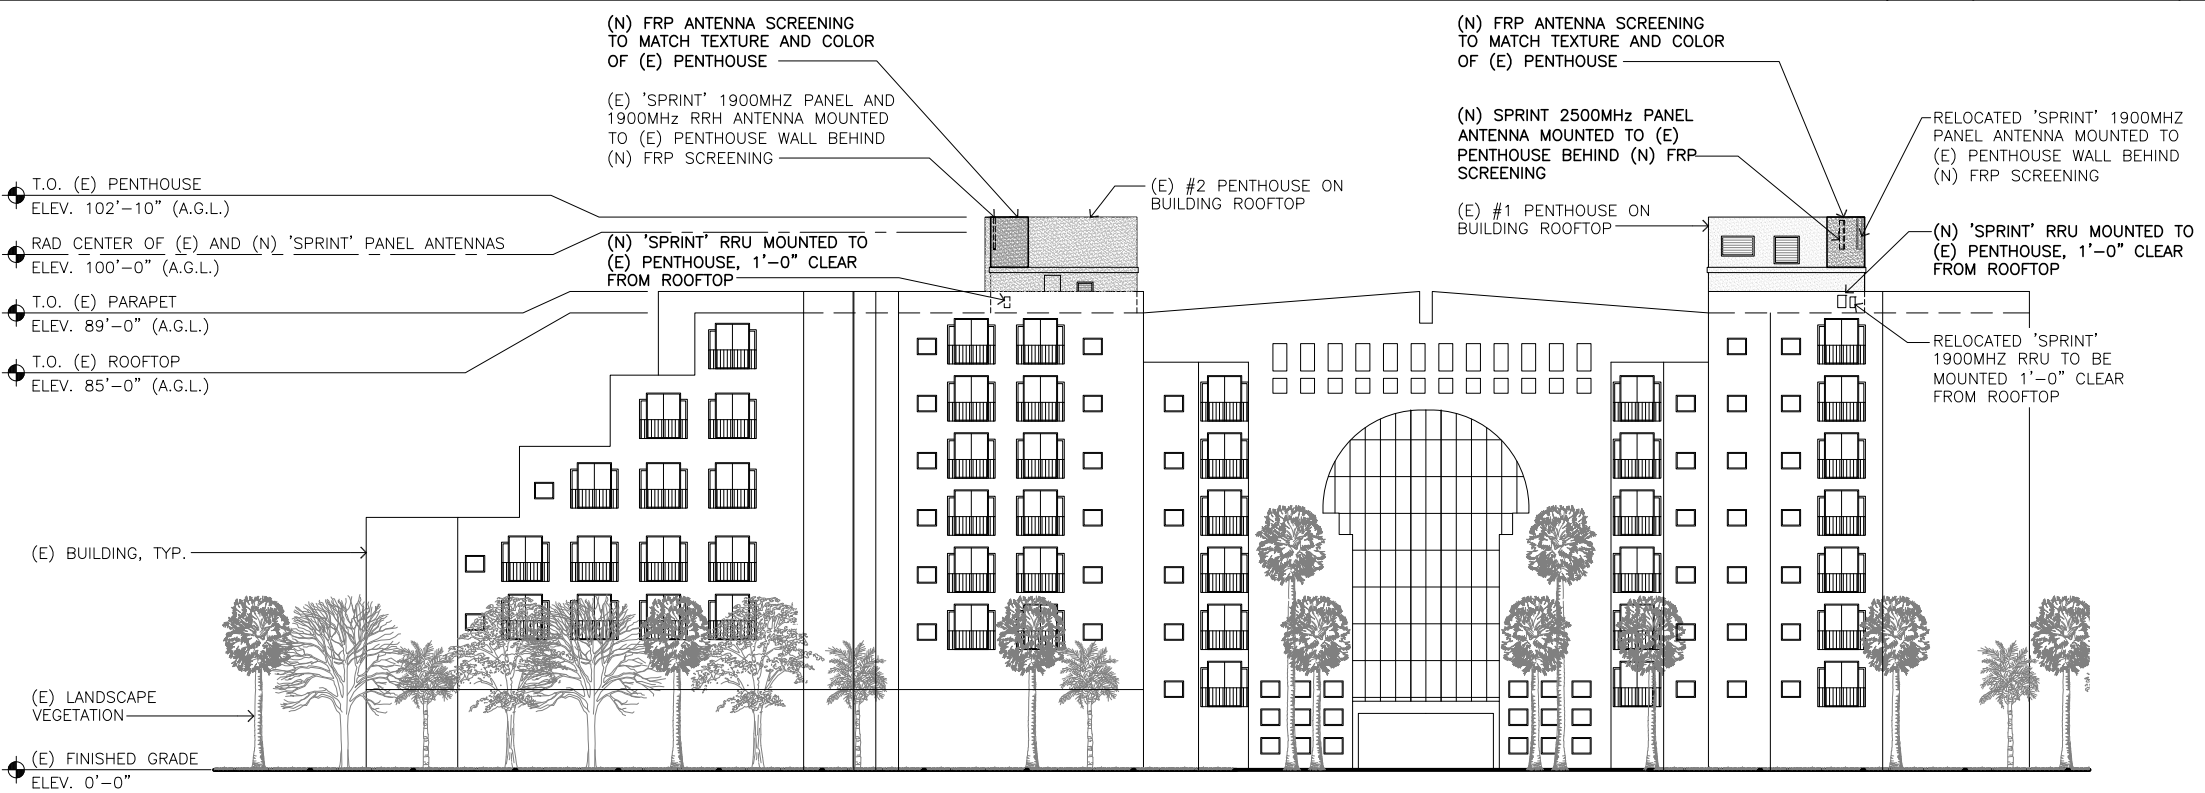 (N) FRP ANTENNA SCREENING
TO MATCH TEXTURE AND COLOR
OF (E) PENTHOUSE
(E) 'SPRINT' 1900MHZ PANEL AND
1900MHz RRH ANTENNA MOUNTED
TO (E) PENTHOUSE WALL BEHIND
(N) FRP SCREENING
(E) #2 PENTHOUSE ON
BUILDING ROOFTOP
(N) 'SPRINT' RRU MOUNTED TO
(E) PENTHOUSE, 1'-0" CLEAR
FROM ROOFTOP
T.O. (E) PENTHOUSE
ELEV. 102'-10" (A.G.L.)
RAD CENTER OF (E) AND (N) 'SPRINT' PANEL ANTENNAS
ELEV. 100'-0" (A.G.L.)
T.O. (E) PARAPET
ELEV. 89'-0" (A.G.L.)
T.O. (E) ROOFTOP
ELEV. 85'-0" (A.G.L.)
(E) BUILDING, TYP.
(E) LANDSCAPE
VEGETATION
(E) FINISHED GRADE
ELEV. 0'-0"
(N) FRP ANTENNA SCREENING
TO MATCH TEXTURE AND COLOR
OF (E) PENTHOUSE
(N) SPRINT 2500MHz PANEL
ANTENNA MOUNTED TO (E)
PENTHOUSE BEHIND (N) FRP
SCREENING
(E) #1 PENTHOUSE ON
BUILDING ROOFTOP
RELOCATED 'SPRINT' 1900MHZ
PANEL ANTENNA MOUNTED TO
(E) PENTHOUSE WALL BEHIND
(N) FRP SCREENING
(N) 'SPRINT' RRU MOUNTED TO
(E) PENTHOUSE, 1'-0" CLEAR
FROM ROOFTOP
RELOCATED 'SPRINT'
1900MHZ RRU TO BE
MOUNTED 1'-0" CLEAR
FROM ROOFTOP